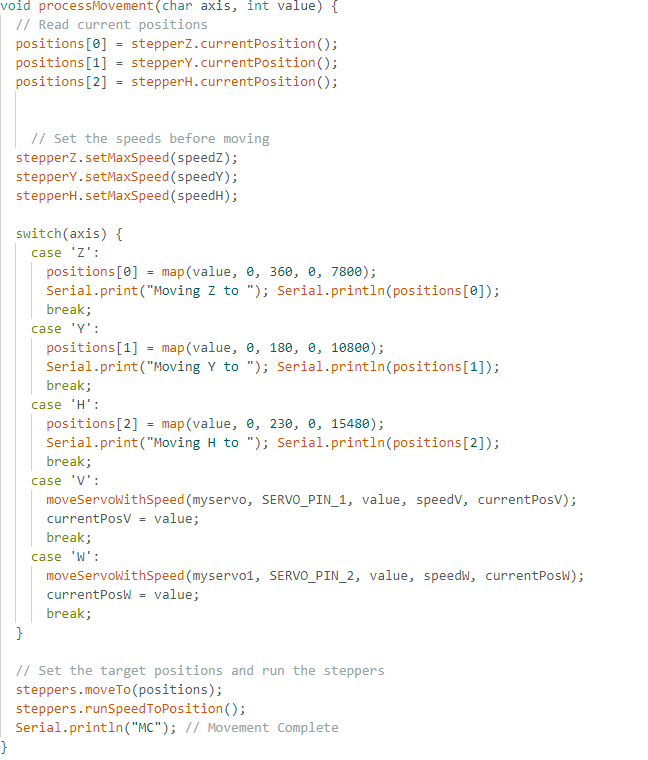 void processMovement(char axis, int value) {
// Read current positions
positions[0] = stepperZ.currentPosition();
positions[1] = stepperY.currentPosition();
positions[2] = stepperH.currentPosition();
// Set the speeds before moving
stepperZ.setMaxSpeed(speedZ);
stepperY.setMaxSpeed(speedY);
stepperH.setMaxSpeed(speedH);
switch(axis) {
case 'Z':
positions[0] = map(value, 0, 360, 0, 7800);
Serial.print("Moving Z to "); Serial.println(positions[0]);
break;
case 'Y':
positions[1] = map(value, 0, 180, 0, 10800);
Serial.print("Moving Y to "); Serial.println(positions[1]);
break;
case 'H':
positions[2] = map(value, 0, 230, 0, 15480);
Serial.print("Moving H to "); Serial.println(positions[2]);
break;
case 'V':
moveServoWithSpeed(myservo, SERVO_PIN_1, value, speedV, currentPosV);
currentPosV = value;
break;
case 'W':
moveServoWithSpeed(myservo1, SERVO_PIN_2, value, speedW, currentPosW);
currentPosW = value;
break;
}
// Set the target positions and run the steppers
steppers.moveTo(positions);
steppers.runSpeedToPosition();
Serial.println("MC"); // Movement Complete
}